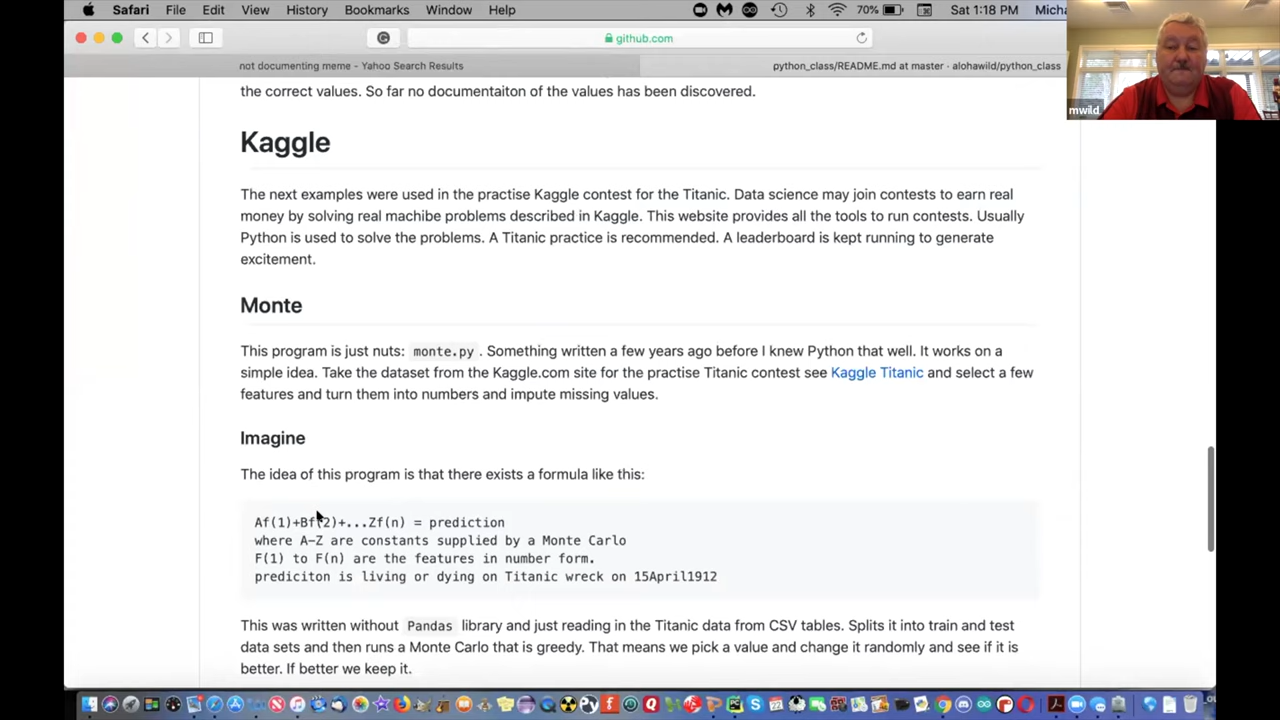 Safari File Edit View History Bookmarks Window Help 70% Sat 1:18 PM Micha
github.com
not documenting meme - Yahoo Search Results python_class/README.md at master · alohawild/python_class
mwild
the correct values. So far no documentaiton of the values has been discovered.
Kaggle
The next examples were used in the practise Kaggle contest for the Titanic. Data science may join contests to earn real
money by solving real machibe problems described in Kaggle. This website provides all the tools to run contests. Usually
Python is used to solve the problems. A Titanic practice is recommended. A leaderboard is kept running to generate
excitement.
Monte
This program is just nuts: monte.py . Something written a few years ago before I knew Python that well. It works on a
simple idea. Take the dataset from the Kaggle.com site for the practise Titanic contest see Kaggle Titanic and select a few
features and turn them into numbers and impute missing values.
Imagine
The idea of this program is that there exists a formula like this:
Af(1)+Bf(2)+...Zf(n) = prediction
where A-Z are constants supplied by a Monte Carlo
F(1) to F(n) are the features in number form.
prediciton is living or dying on Titanic wreck on 15April1912
This was written without Pandas library and just reading in the Titanic data from CSV tables. Splits it into train and test
data sets and then runs a Monte Carlo that is greedy. That means we pick a value and change it randomly and see if it is
better. If better we keep it.